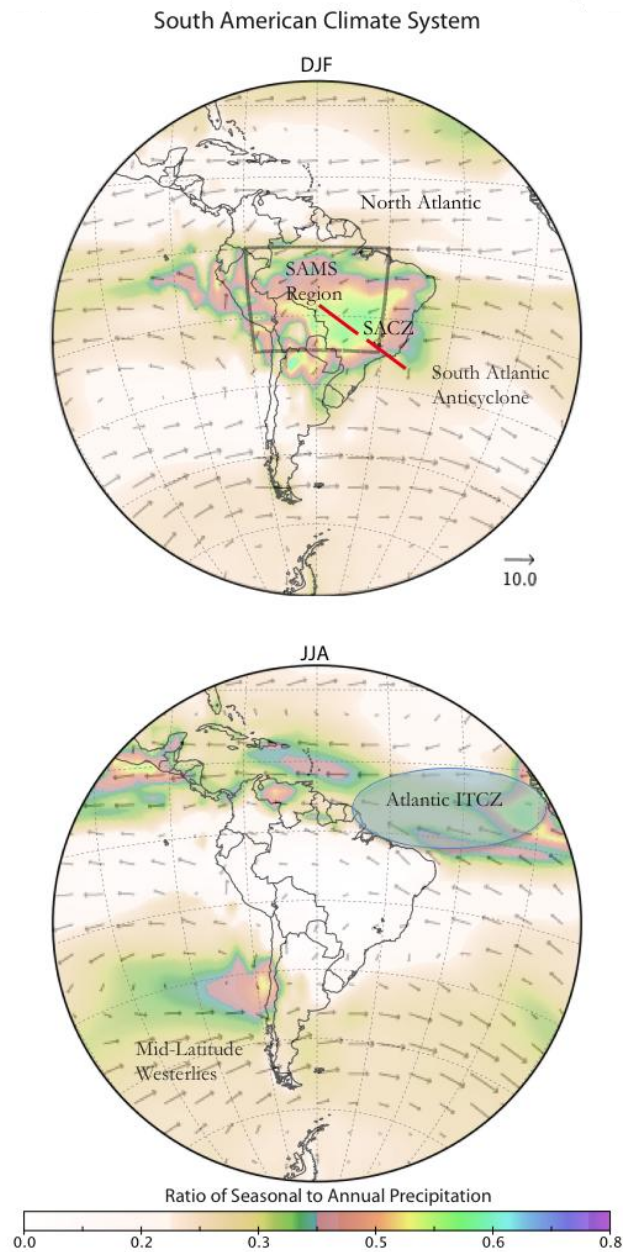 South American Climate System
DJF
North Atlantic
SAMS
Region
SACZ
South Atlantic
Anticyclone
10.0
JJA
Atlantic ITCZ
Mid-Latitude
Westerlies
Ratio of Seasonal to Annual Precipitation
0.0 0.2 0.3 0.5 0.6 0.8